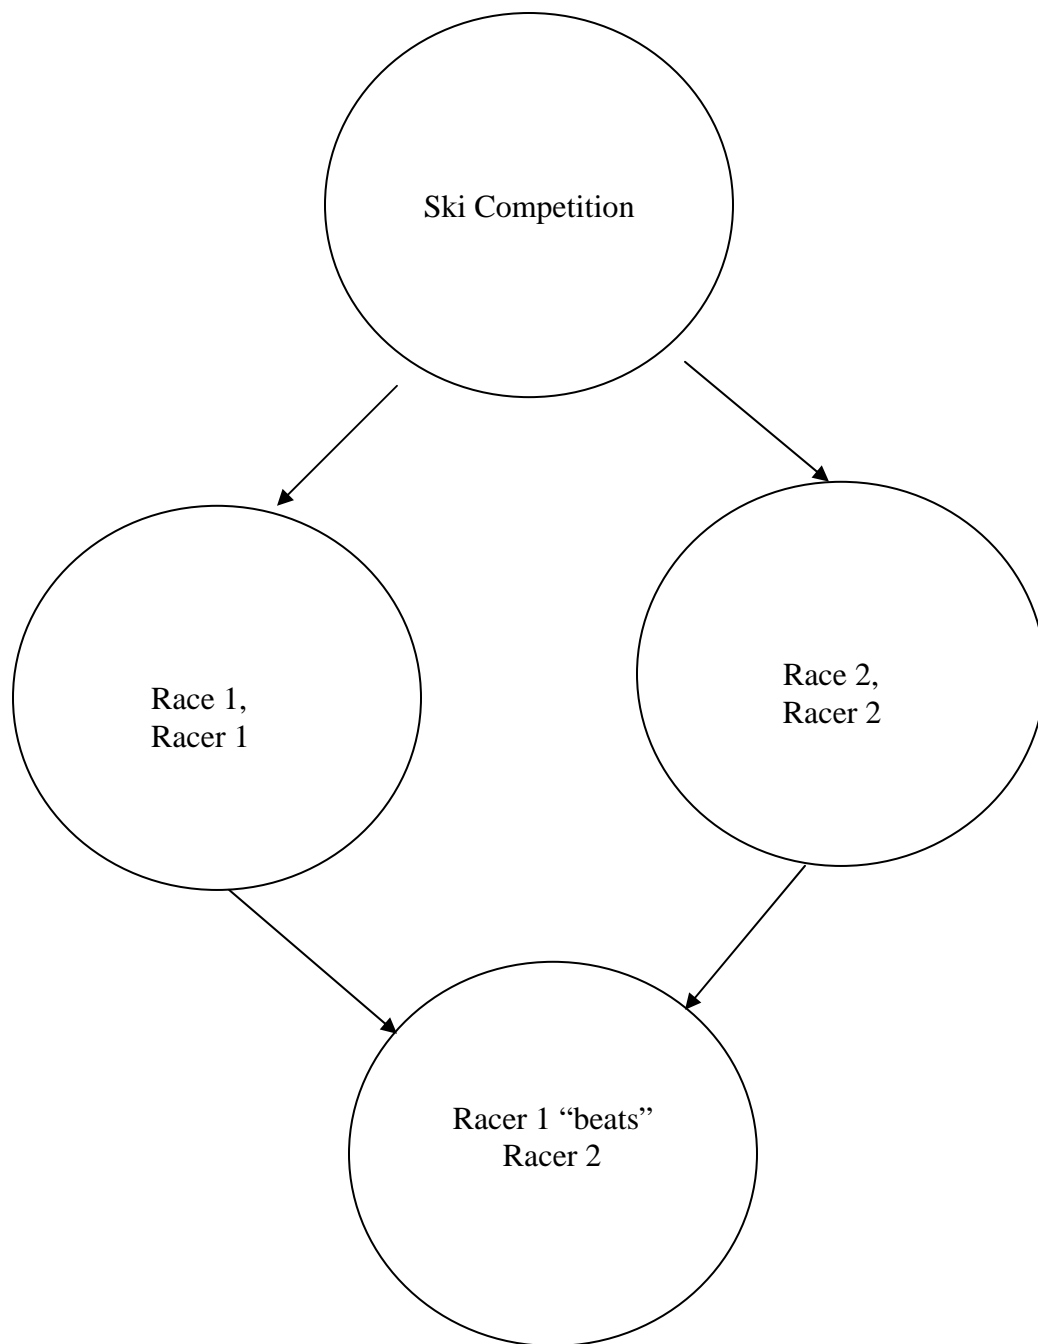 Ski Competition
Race 1,
Racer 1
Race 2,
Racer 2
Racer 1 “beats”
Racer 2